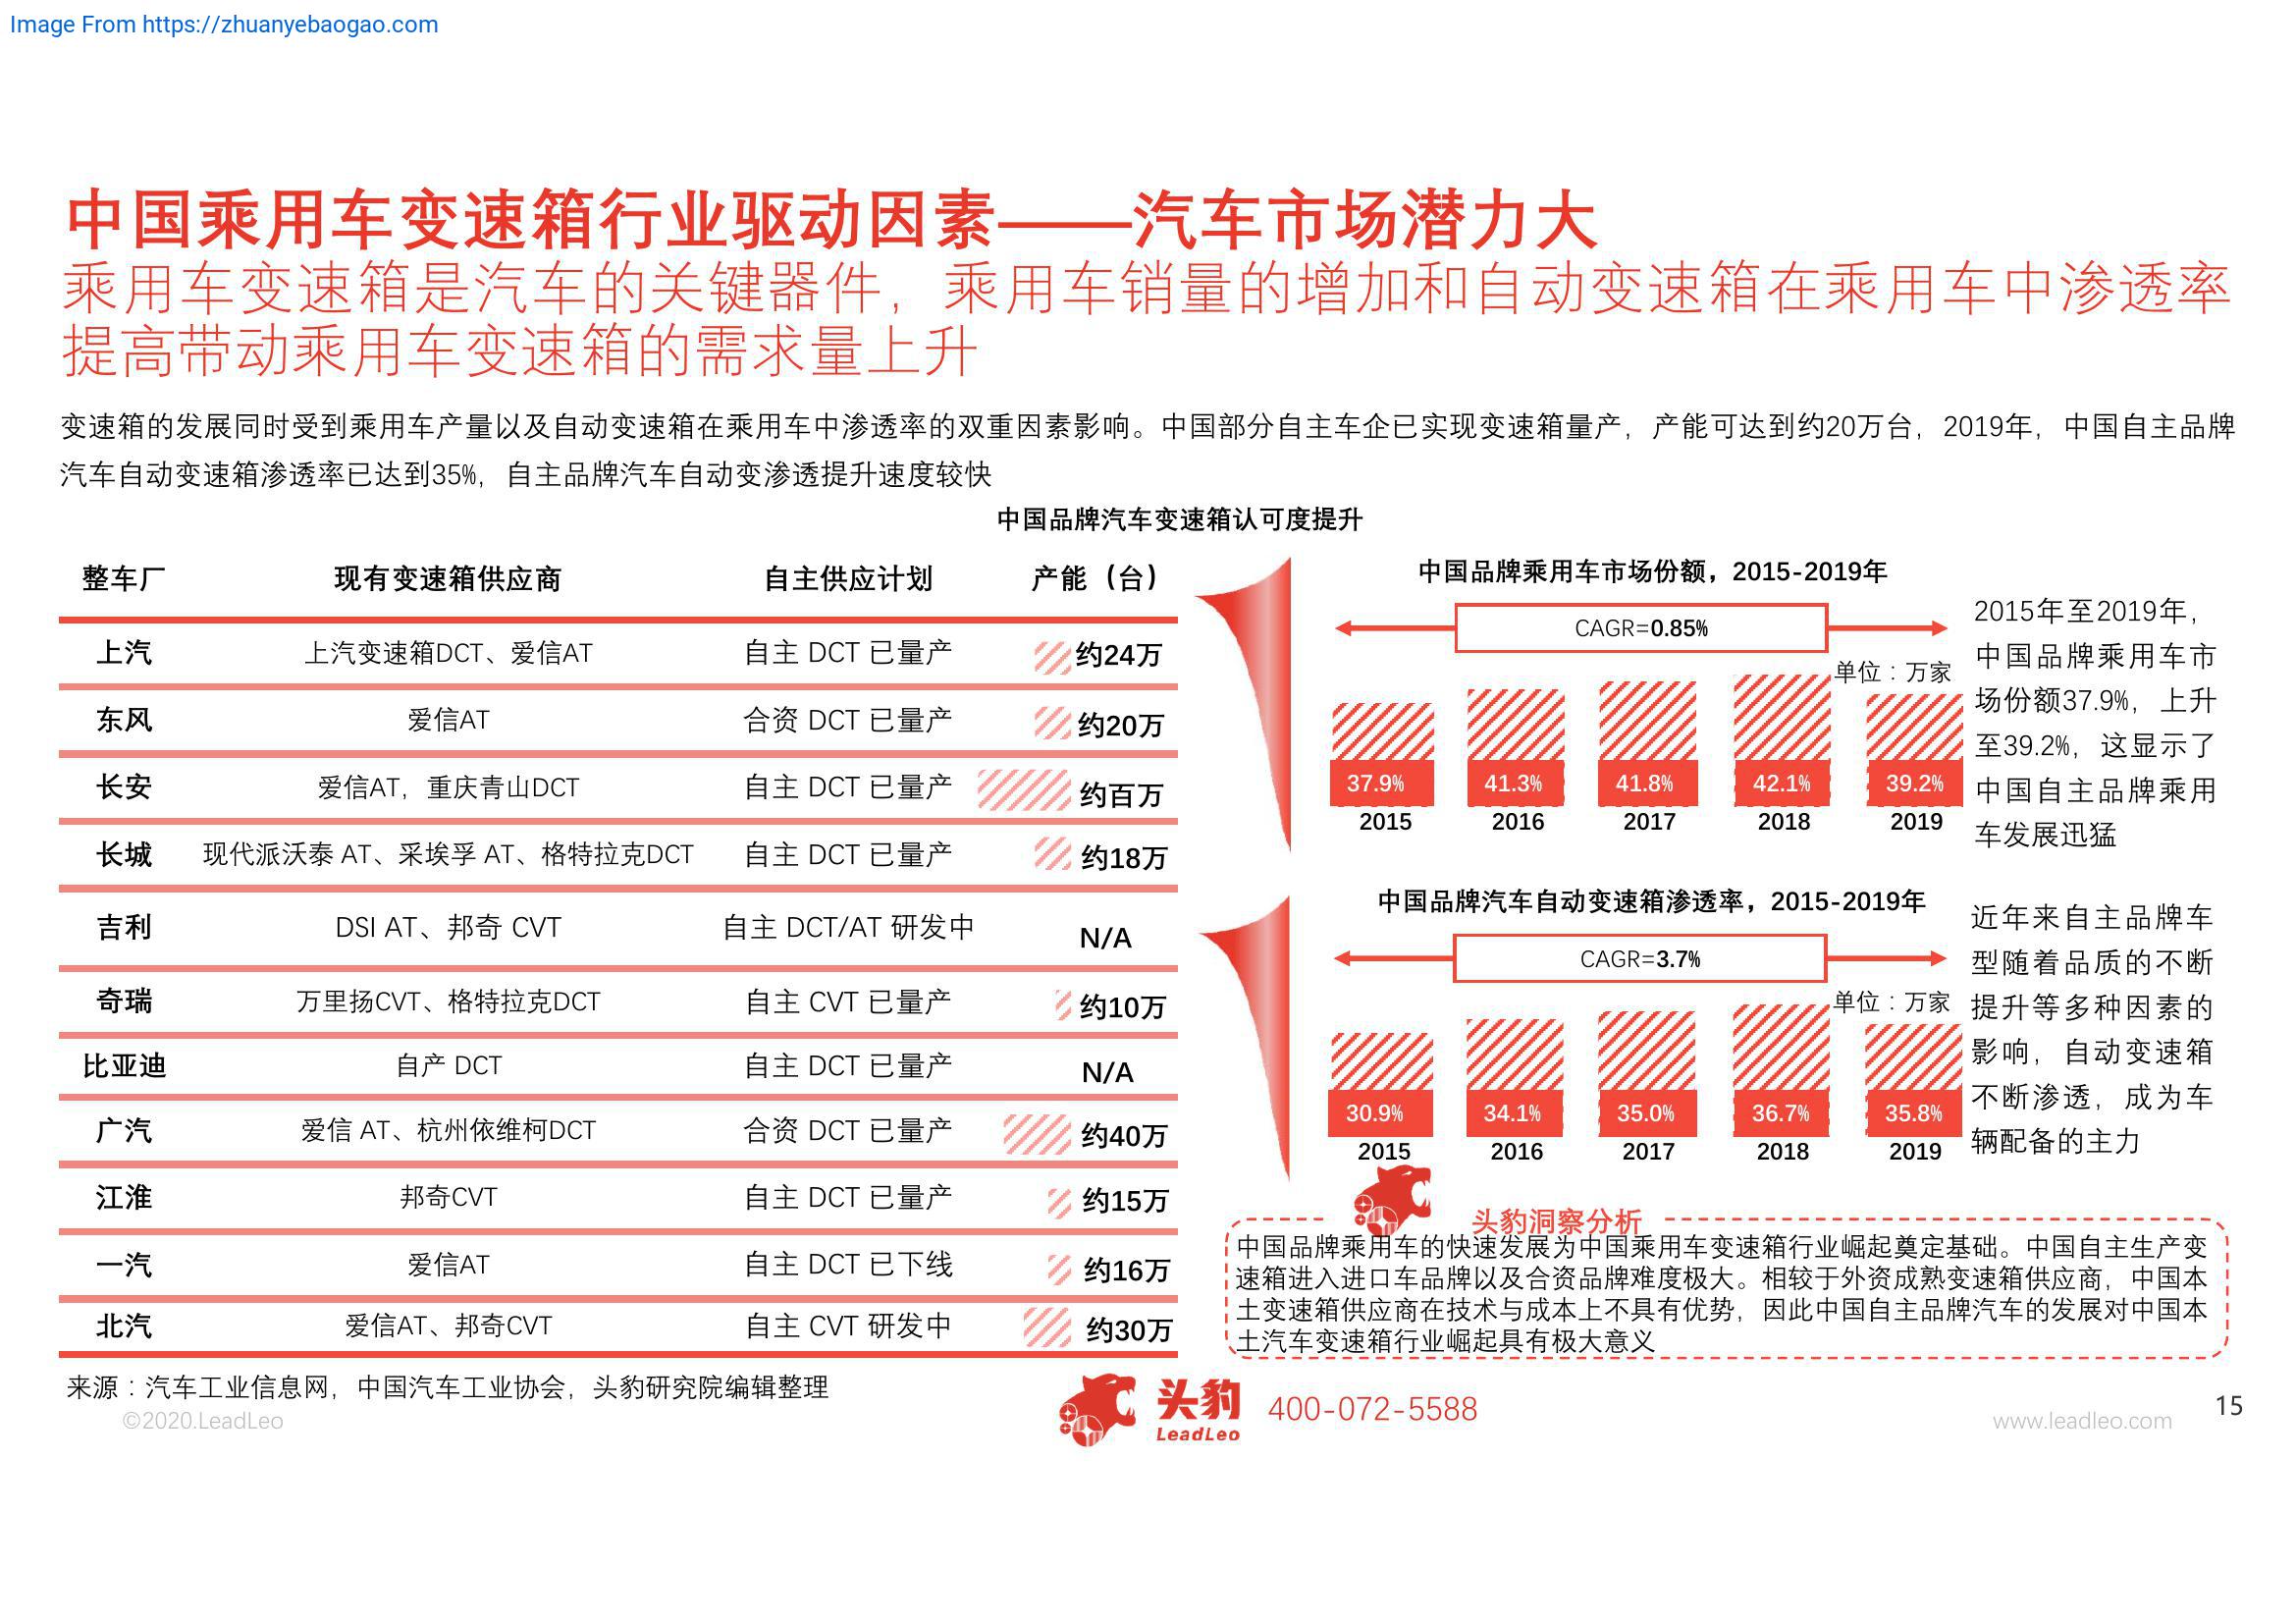 Image From https://zhuanyebaogao.com
中国乘用车变速箱行业驱动因素——汽车市场潜力大
乘用车变速箱是汽车的关键器件，乘用车销量的增加和自动变速箱在乘用车中渗透率
提高带动乘用车变速箱的需求量上升
变速箱的发展同时受到乘用车产量以及自动变速箱在乘用车中渗透率的双重因素影响。中国部分自主车企已实现变速箱量产，产能可达到约20万台，2019年，中国自主品牌
汽车自动变速箱渗透率已达到35%，自主品牌汽车自动变渗透提升速度较快
中国品牌汽车变速箱认可度提升
整车厂 现有变速箱供应商 自主供应计划 产能（台）
上汽 上汽变速箱DCT、爱信AT 自主 DCT 已量产 约24万
东风 爱信AT 合资 DCT 已量产 约20万
长安 爱信AT，重庆青山DCT 自主 DCT 已量产 约百万
长城 现代派沃泰 AT、采埃孚 AT、格特拉克DCT 自主 DCT 已量产 约18万
吉利 DSI AT、邦奇 CVT 自主 DCT/AT 研发中 N/A
奇瑞 万里扬CVT、格特拉克DCT 自主 CVT 已量产 约10万
比亚迪 自产 DCT 自主 DCT 已量产 N/A
广汽 爱信 AT、杭州依维柯DCT 合资 DCT 已量产 约40万
江淮 邦奇CVT 自主 DCT 已量产 约15万
一汽 爱信AT 自主 DCT 已下线 约16万
北汽 爱信AT、邦奇CVT 自主 CVT 研发中 约30万
中国品牌乘用车市场份额，2015-2019年
CAGR=0.85%
单位：万家
37.9% 41.3% 41.8% 42.1% 39.2%
2015 2016 2017 2018 2019
2015年至2019年，
中国品牌乘用车市
场份额37.9%，上升
至39.2%，这显示了
中国自主品牌乘用
车发展迅猛
中国品牌汽车自动变速箱渗透率，2015-2019年
CAGR=3.7%
单位：万家
30.9% 34.1% 35.0% 36.7% 35.8%
2015 2016 2017 2018 2019
近年来自主品牌车
型随着品质的不断
提升等多种因素的
影响，自动变速箱
不断渗透，成为车
辆配备的主力
头豹洞察分析
中国品牌乘用车的快速发展为中国乘用车变速箱行业崛起奠定基础。中国自主生产变
速箱进入进口车品牌以及合资品牌难度极大。相较于外资成熟变速箱供应商，中国本
土变速箱供应商在技术与成本上不具有优势，因此中国自主品牌汽车的发展对中国本
土汽车变速箱行业崛起具有极大意义
来源：汽车工业信息网，中国汽车工业协会，头豹研究院编辑整理
©2020.LeadLeo
头豹
LeadLeo
400-072-5588
www.leadleo.com
15